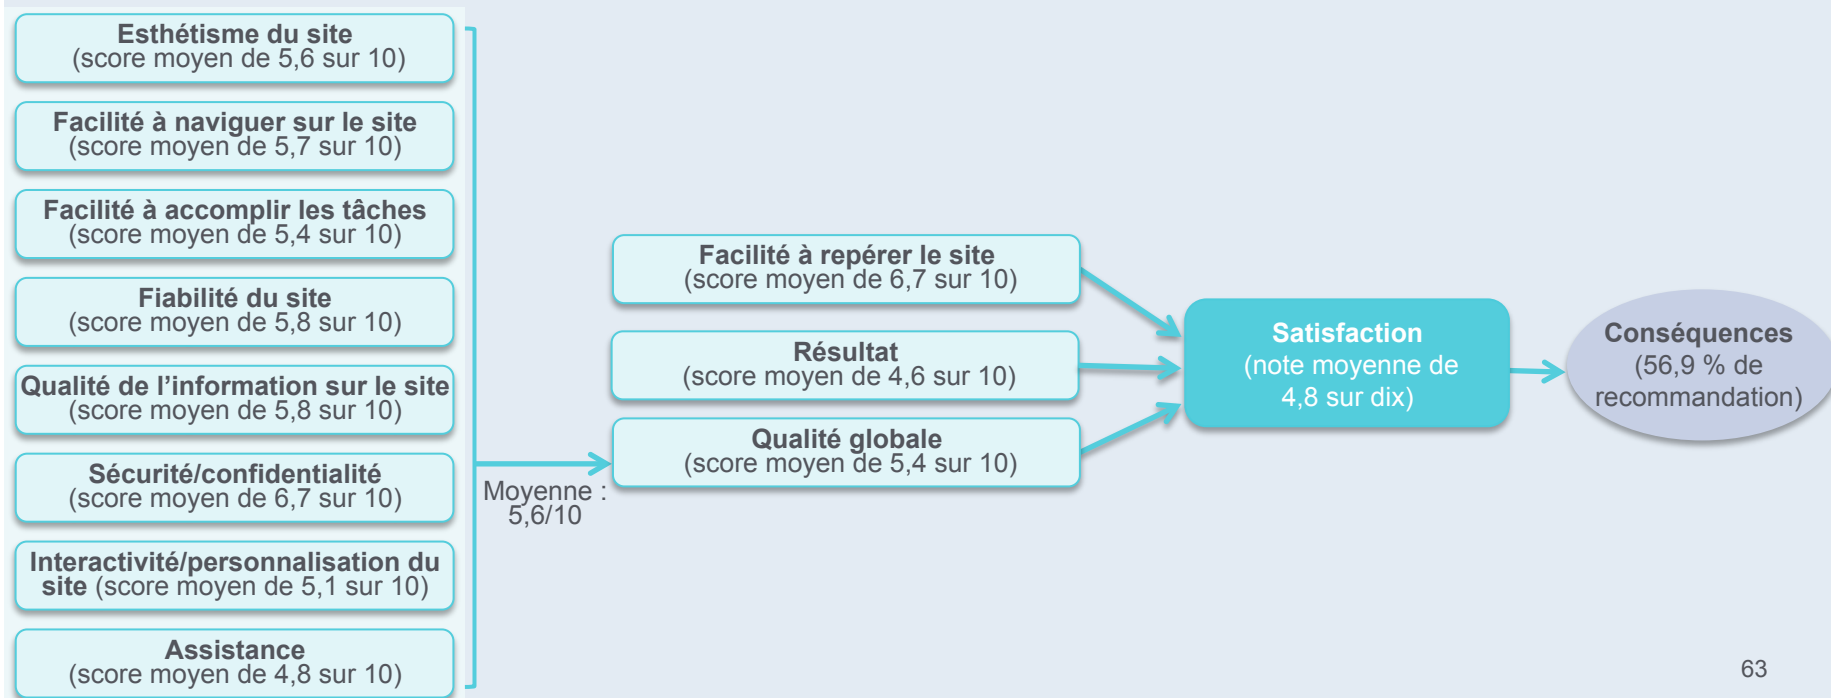 Esthétisme du site
(score moyen de 5,6 sur 10)
Facilité à naviguer sur le site
(score moyen de 5,7 sur 10)
Facilité à accomplir les tâches
(score moyen de 5,4 sur 10)
Fiabilité du site
(score moyen de 5,8 sur 10)
Qualité de l’information sur le site
(score moyen de 5,8 sur 10)
Sécurité/confidentialité
(score moyen de 6,7 sur 10)
Interactivité/personnalisation du
site (score moyen de 5,1 sur 10)
Assistance
(score moyen de 4,8 sur 10)
Moyenne :
5,6/10
Facilité à repérer le site
(score moyen de 6,7 sur 10)
Résultat
(score moyen de 4,6 sur 10)
Qualité globale
(score moyen de 5,4 sur 10)
Satisfaction
(note moyenne de
4,8 sur dix)
Conséquences
(56,9 % de
recommandation)
63